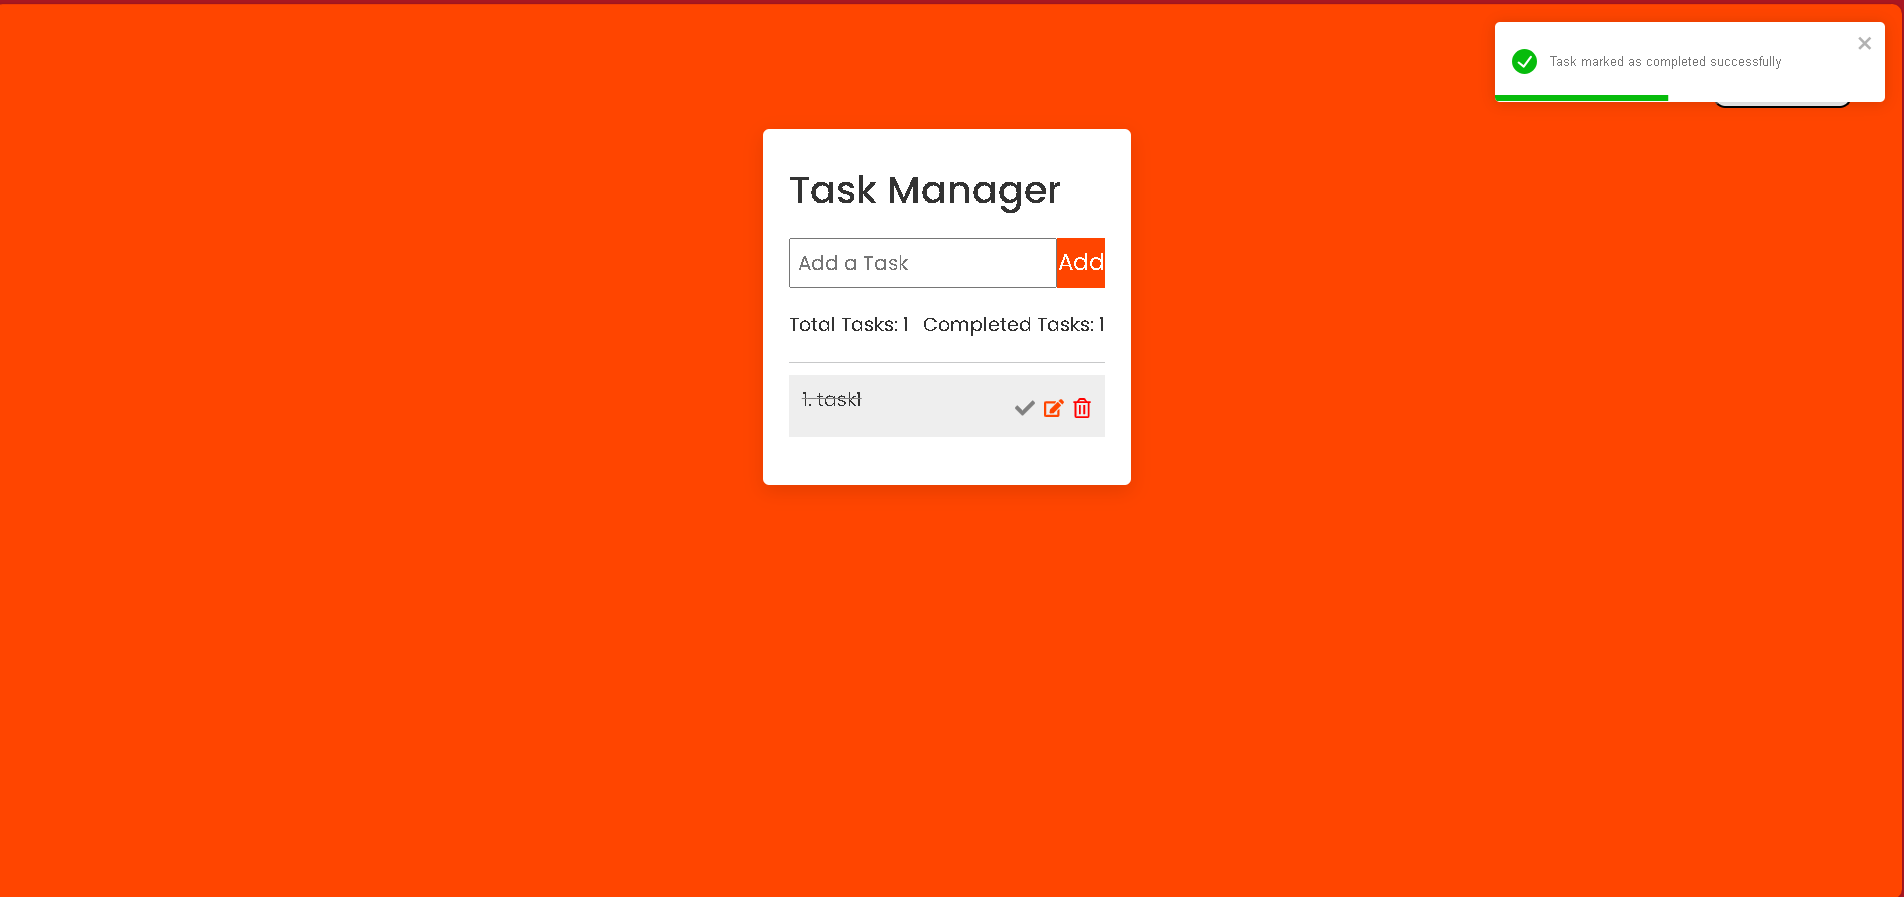 Task marked as completed successfully
Task Manager
Add a Task
Add
Total Tasks: 1
Completed Tasks: 1
1. task1